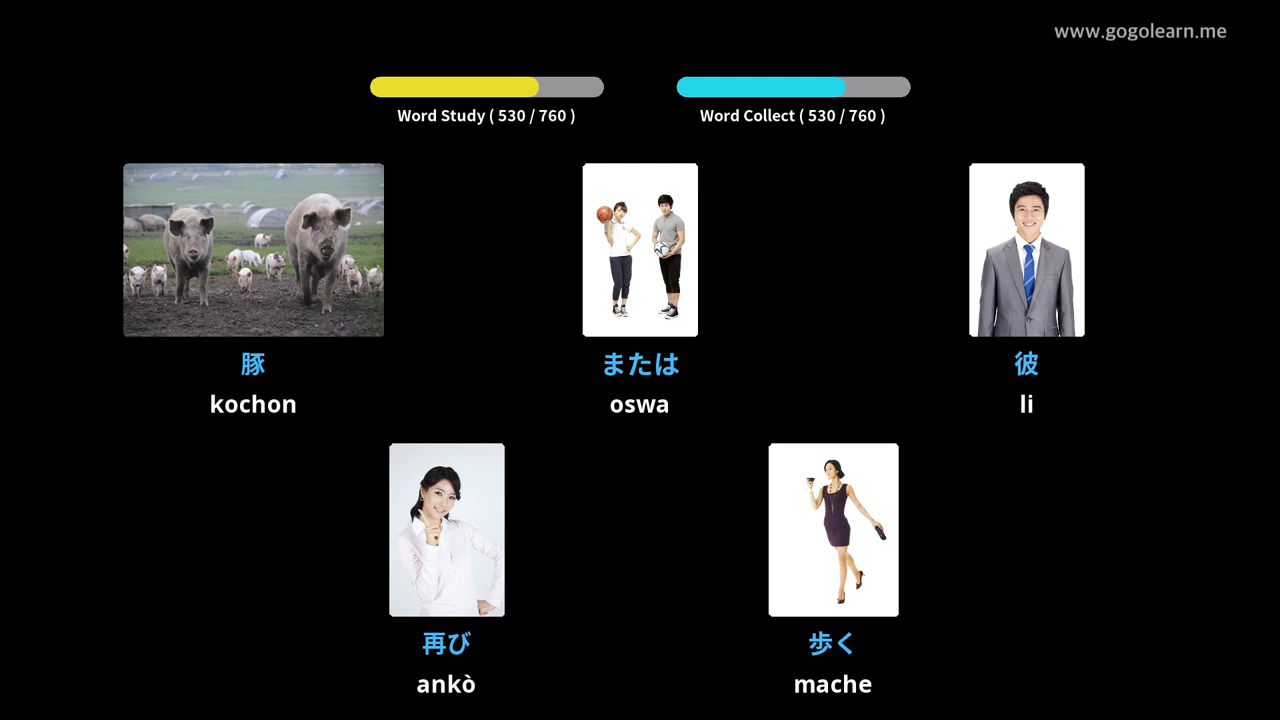 www.gogolearn.me
Word Study ( 530 / 760 )
Word Collect ( 530 / 760 )
豚
kochon
または
oswa
彼
li
再び
ankò
歩く
mache